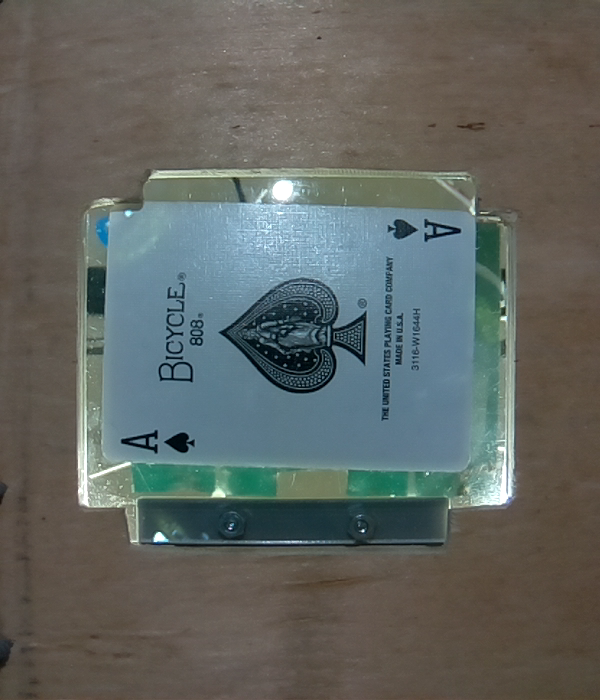 A
BICYCLE®
808®
®
THE UNITED STATES PLAYING CARD COMPANY
MADE IN U.S.A.
3116-W1644H
A